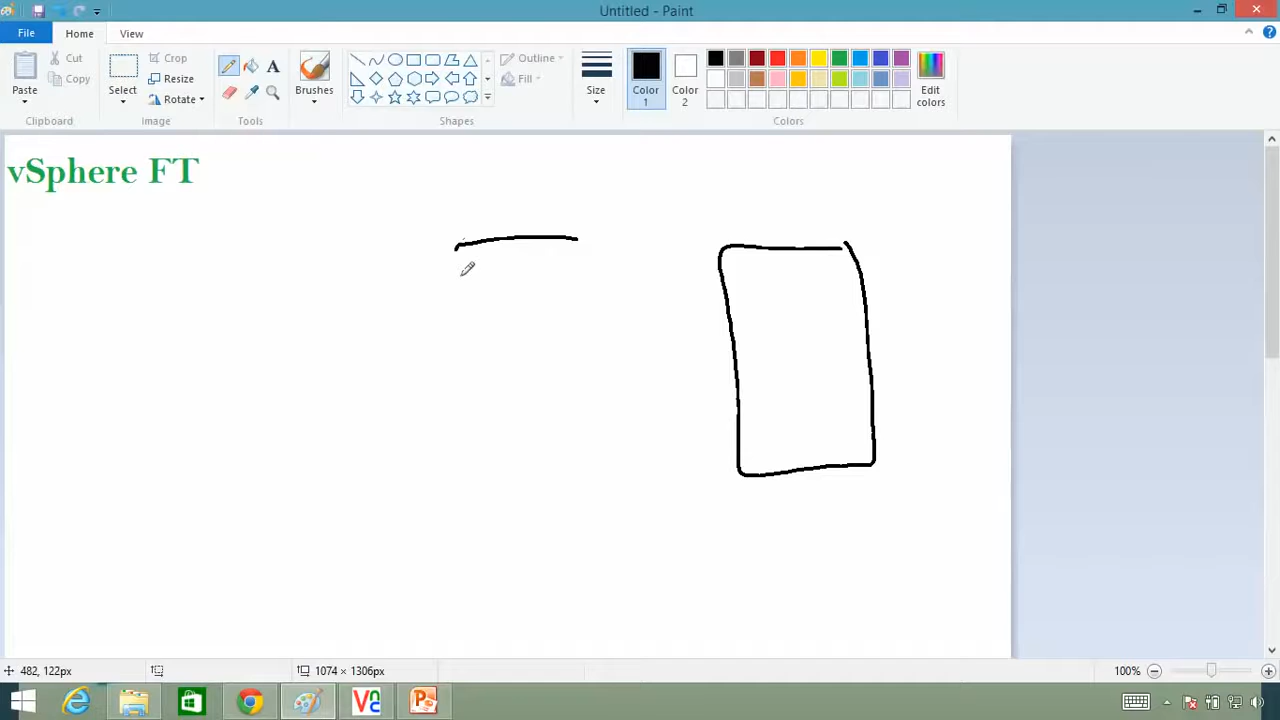 Untitled - Paint
File
Home
View
Paste
Cut
Copy
Clipboard
Select
Crop
Resize
Rotate
Image
A
Tools
Brushes
Outline
Fill
Shapes
Size
Color 1
Color 2
Edit colors
Colors
vSphere FT
482, 122px
1074 × 1306px
100%